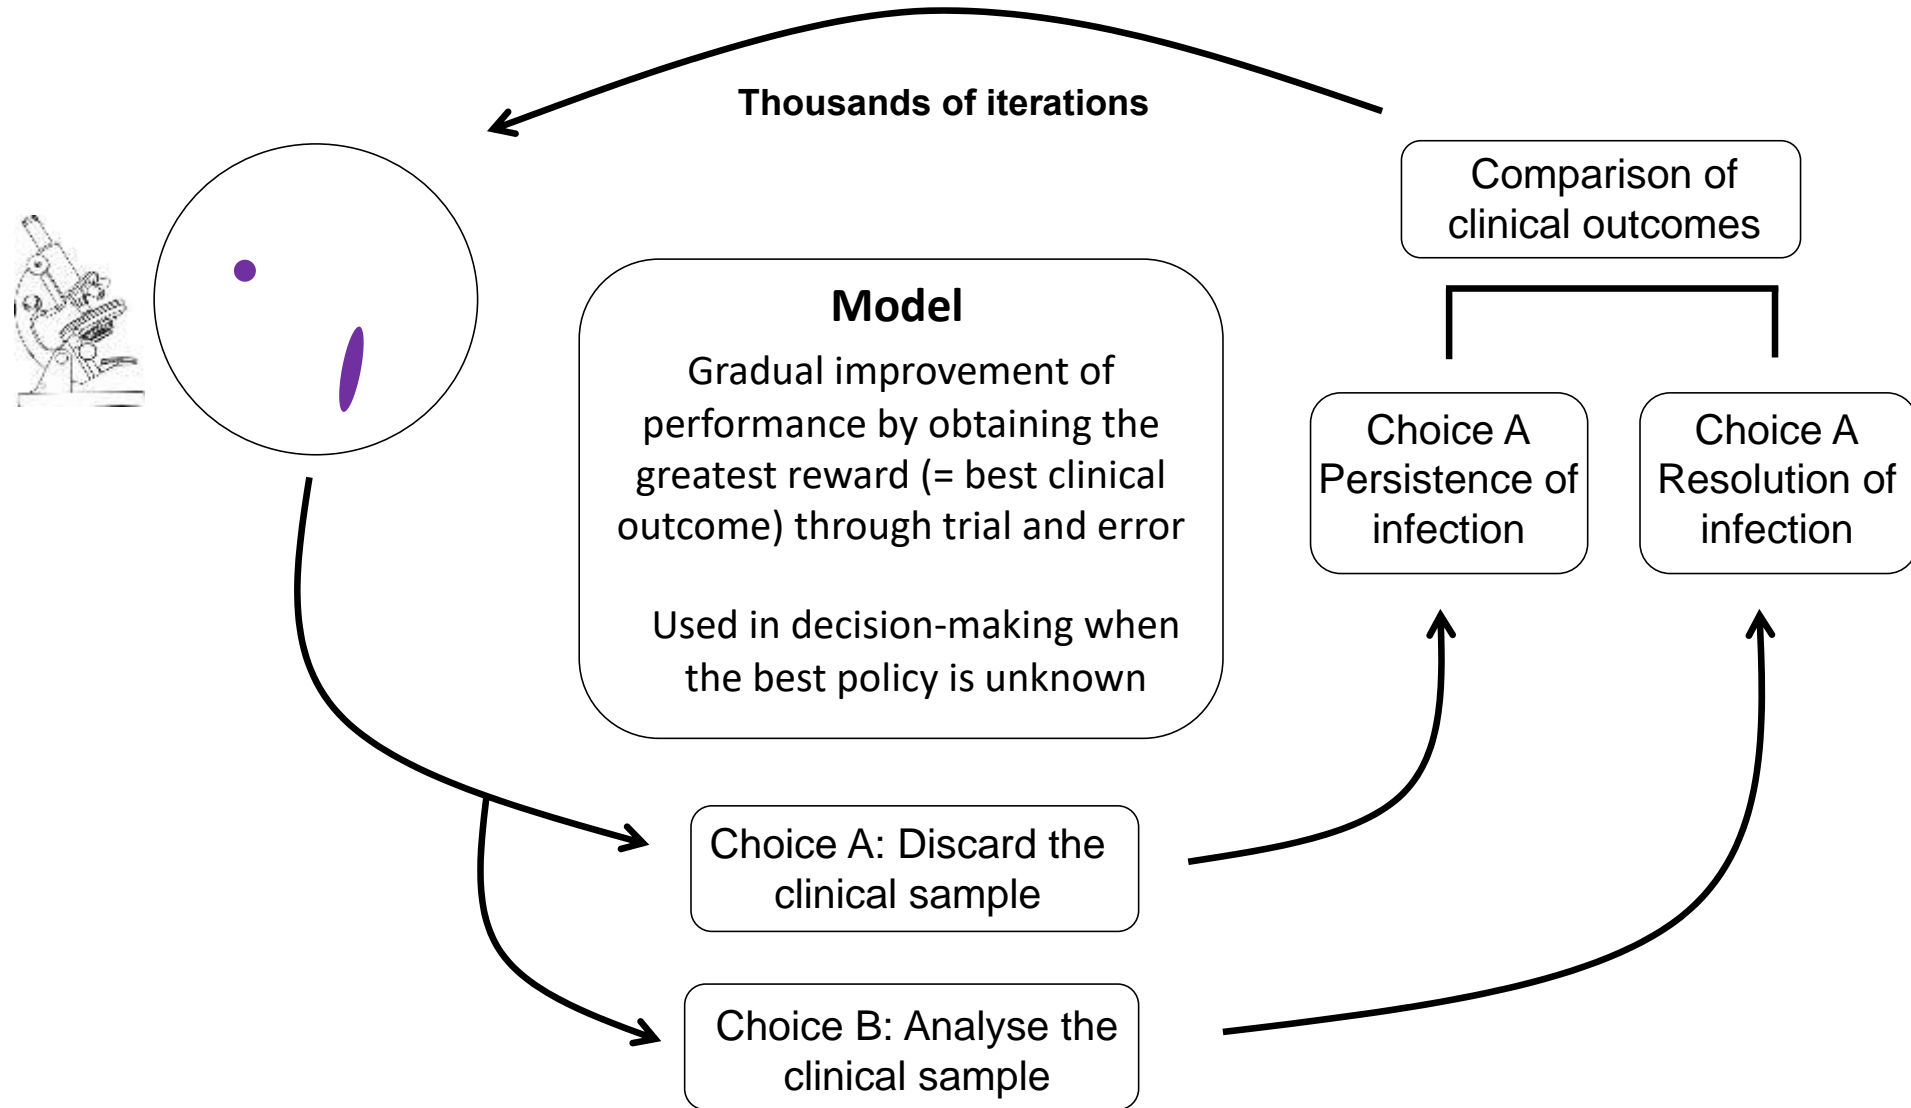 Thousands of iterations
Comparison of
clinical outcomes
Model
Gradual improvement of
performance by obtaining the
greatest reward (= best clinical
outcome) through trial and error
Used in decision-making when
the best policy is unknown
Choice A
Persistence of
infection
Choice A
Resolution of
infection
Choice A: Discard the
clinical sample
Choice B: Analyse the
clinical sample